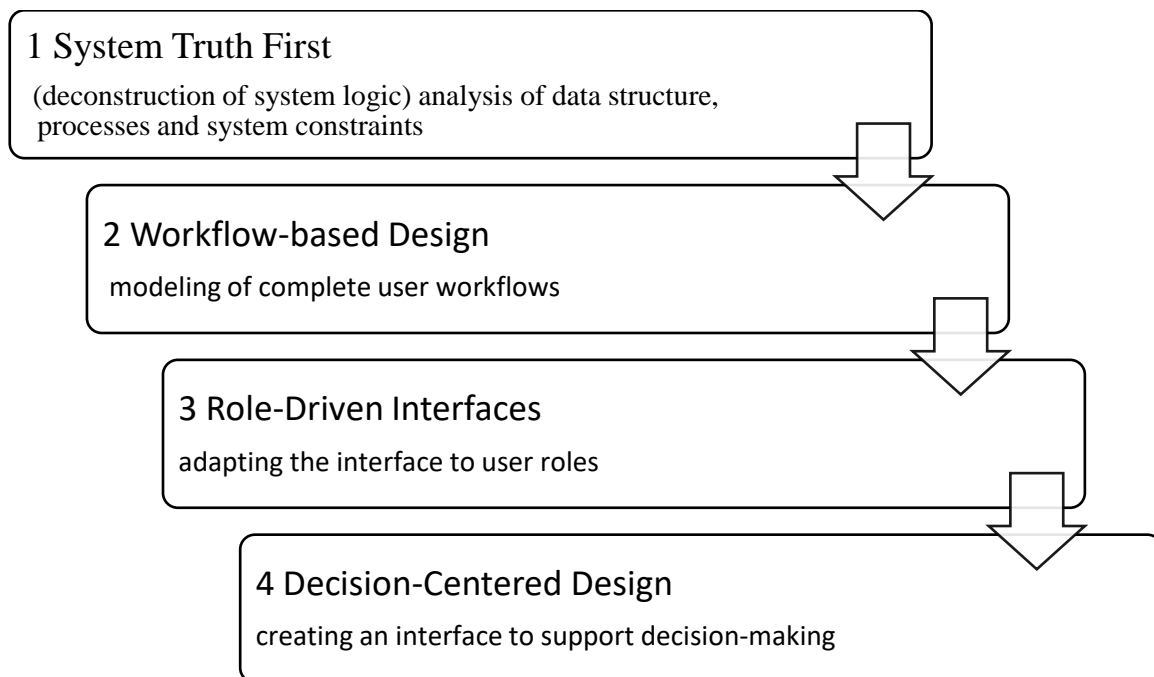 1 System Truth First
(deconstruction of system logic) analysis of data structure,
processes and system constraints
2 Workflow-based Design
modeling of complete user workflows
3 Role-Driven Interfaces
adapting the interface to user roles
4 Decision-Centered Design
creating an interface to support decision-making